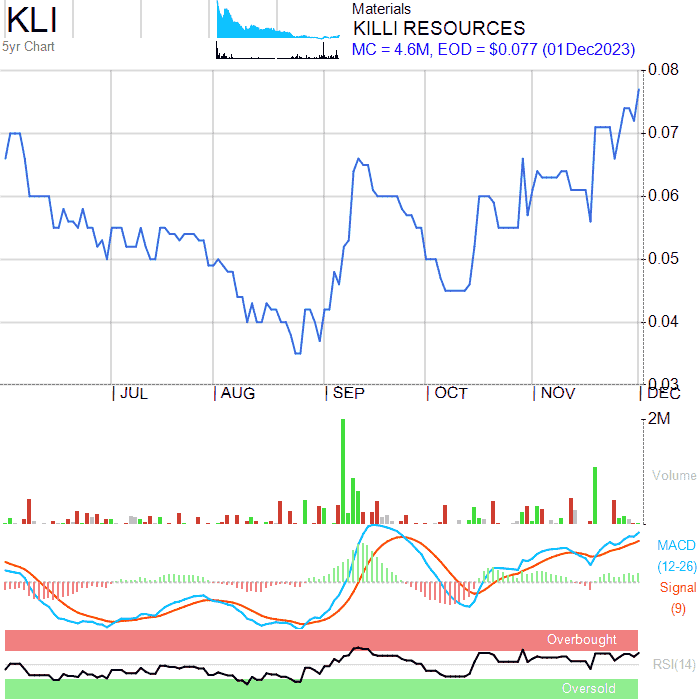 KLI
5yr Chart
Materials
KILLI RESOURCES
MC = 4.6M, EOD = $0.077 (01Dec2023)
0.08
0.07
0.06
0.05
0.04
0.03
JUL AUG SEP OCT NOV DEC
2M
Volume
MACD
(12-26)
Signal
(9)
Overbought
RSI(14)
Oversold